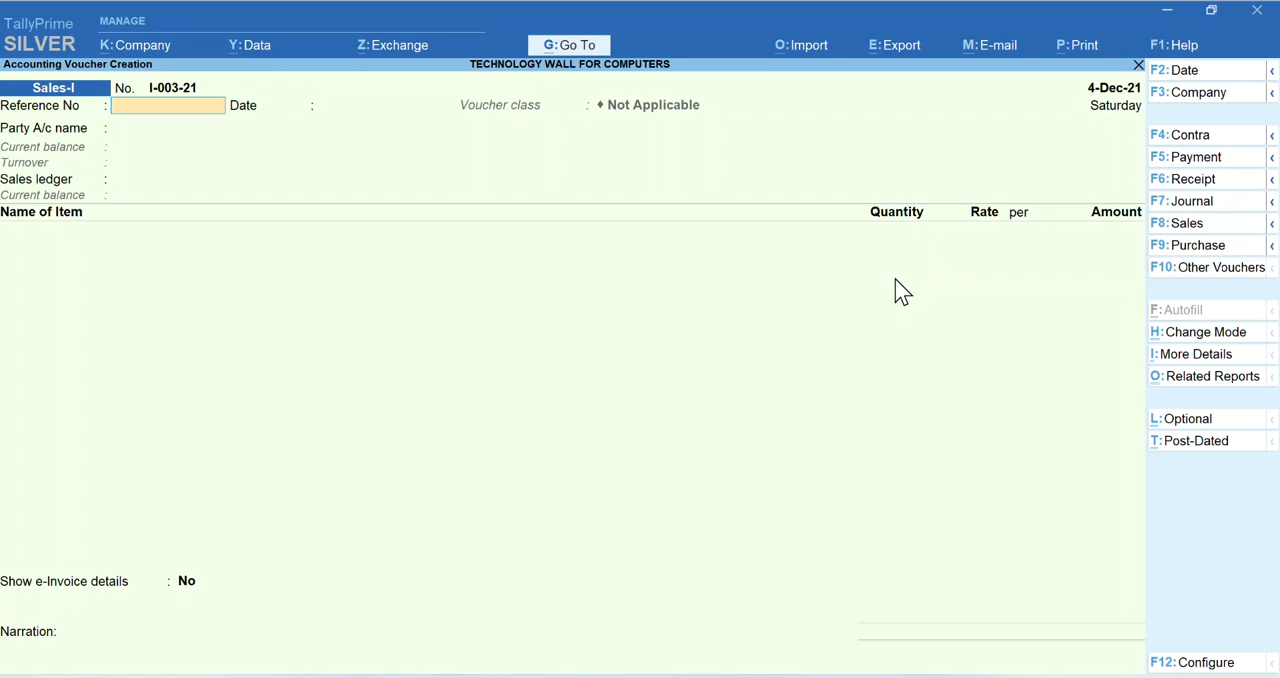 TallyPrime MANAGE
SILVER K:Company Y:Data Z:Exchange G:Go To O:Import E:Export M:E-mail P:Print F1:Help
Accounting Voucher Creation TECHNOLOGY WALL FOR COMPUTERS
F2:Date
Sales-I No. I-003-21 4-Dec-21
F3:Company
Reference No : Date : Voucher class : ♦ Not Applicable Saturday
Party A/c name :
F4:Contra
Current balance :
F5:Payment
Turnover :
Sales ledger :
F6:Receipt
Current balance :
F7:Journal
Name of Item Quantity Rate per Amount
F8:Sales
F9:Purchase
F10:Other Vouchers
F:Autofill
H:Change Mode
I:More Details
O:Related Reports
L:Optional
T:Post-Dated
Show e-Invoice details : No
Narration:
F12:Configure